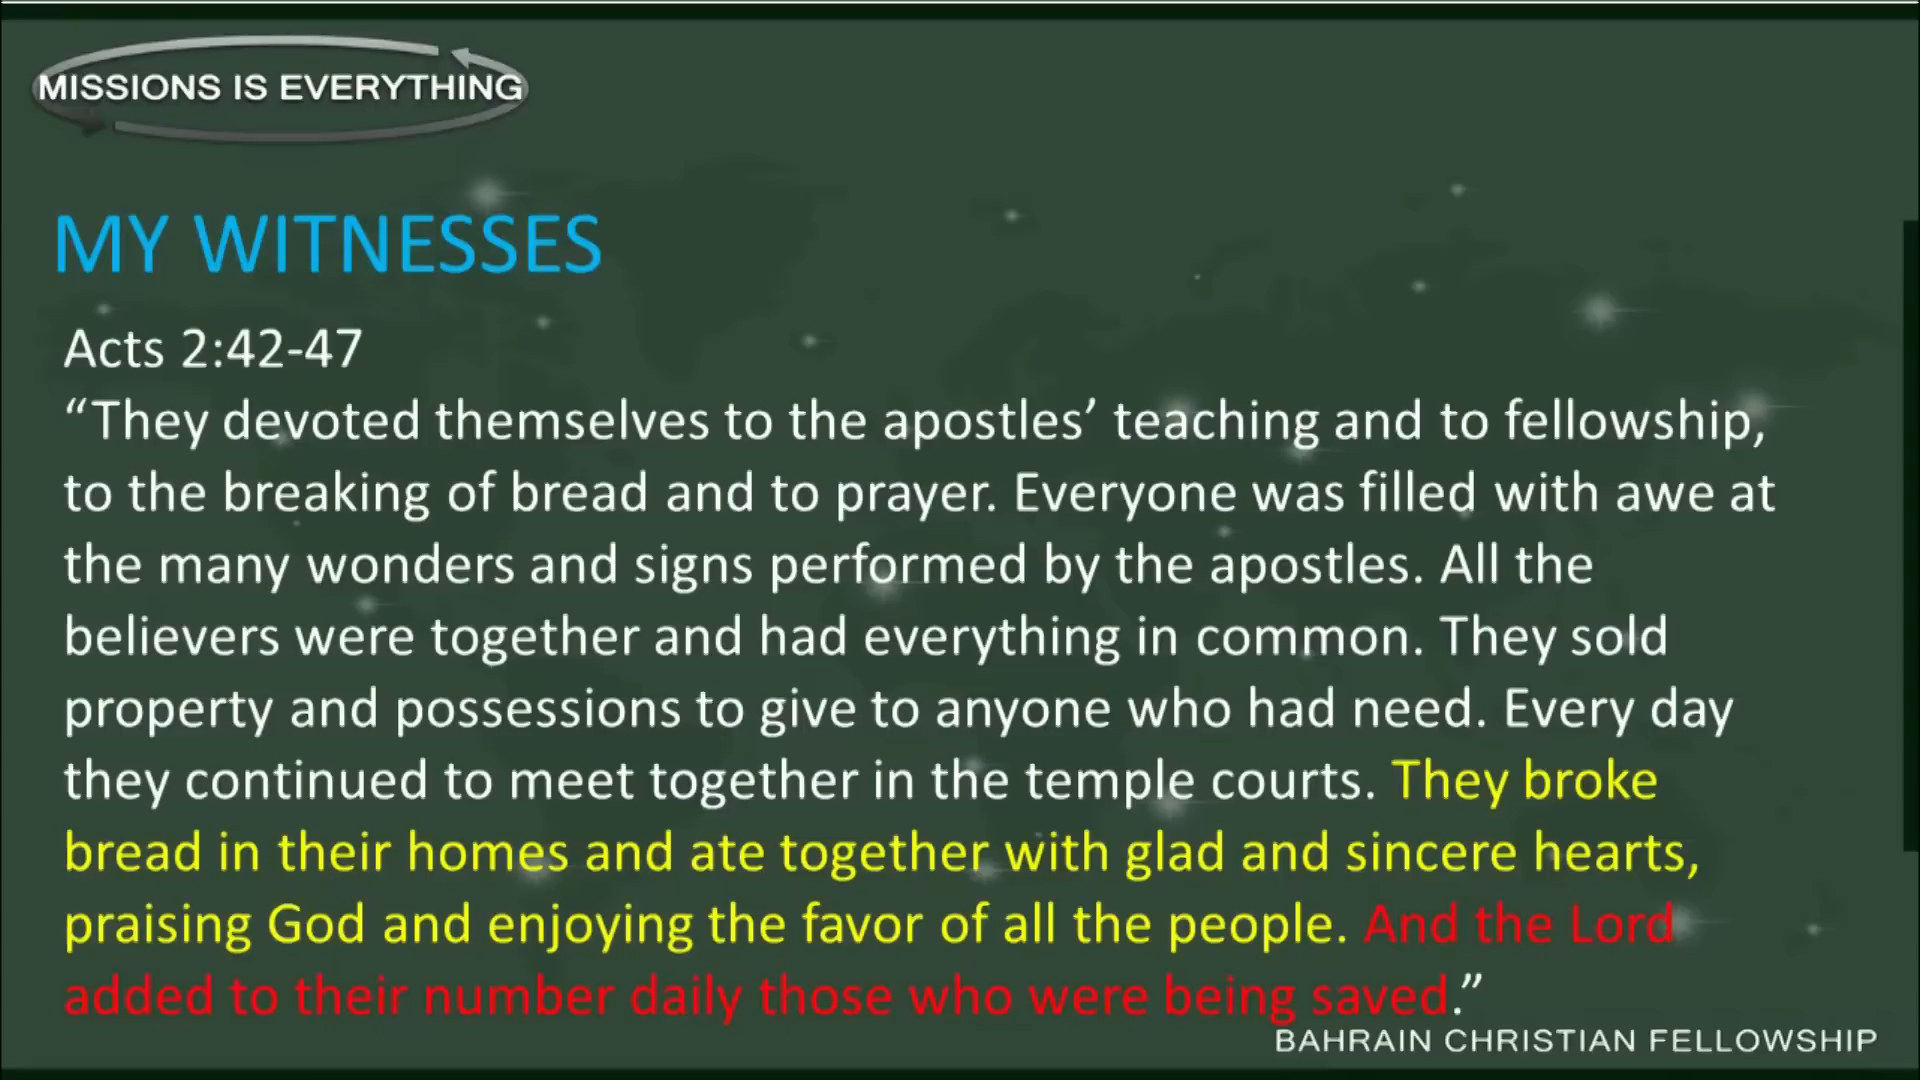 MISSIONS IS EVERYTHING
MY WITNESSES
Acts 2:42-47
“They devoted themselves to the apostles’ teaching and to fellowship,
to the breaking of bread and to prayer. Everyone was filled with awe at
the many wonders and signs performed by the apostles. All the
believers were together and had everything in common. They sold
property and possessions to give to anyone who had need. Every day
they continued to meet together in the temple courts. They broke
bread in their homes and ate together with glad and sincere hearts,
praising God and enjoying the favor of all the people. And the Lord
added to their number daily those who were being saved.”
BAHRAIN CHRISTIAN FELLOWSHIP